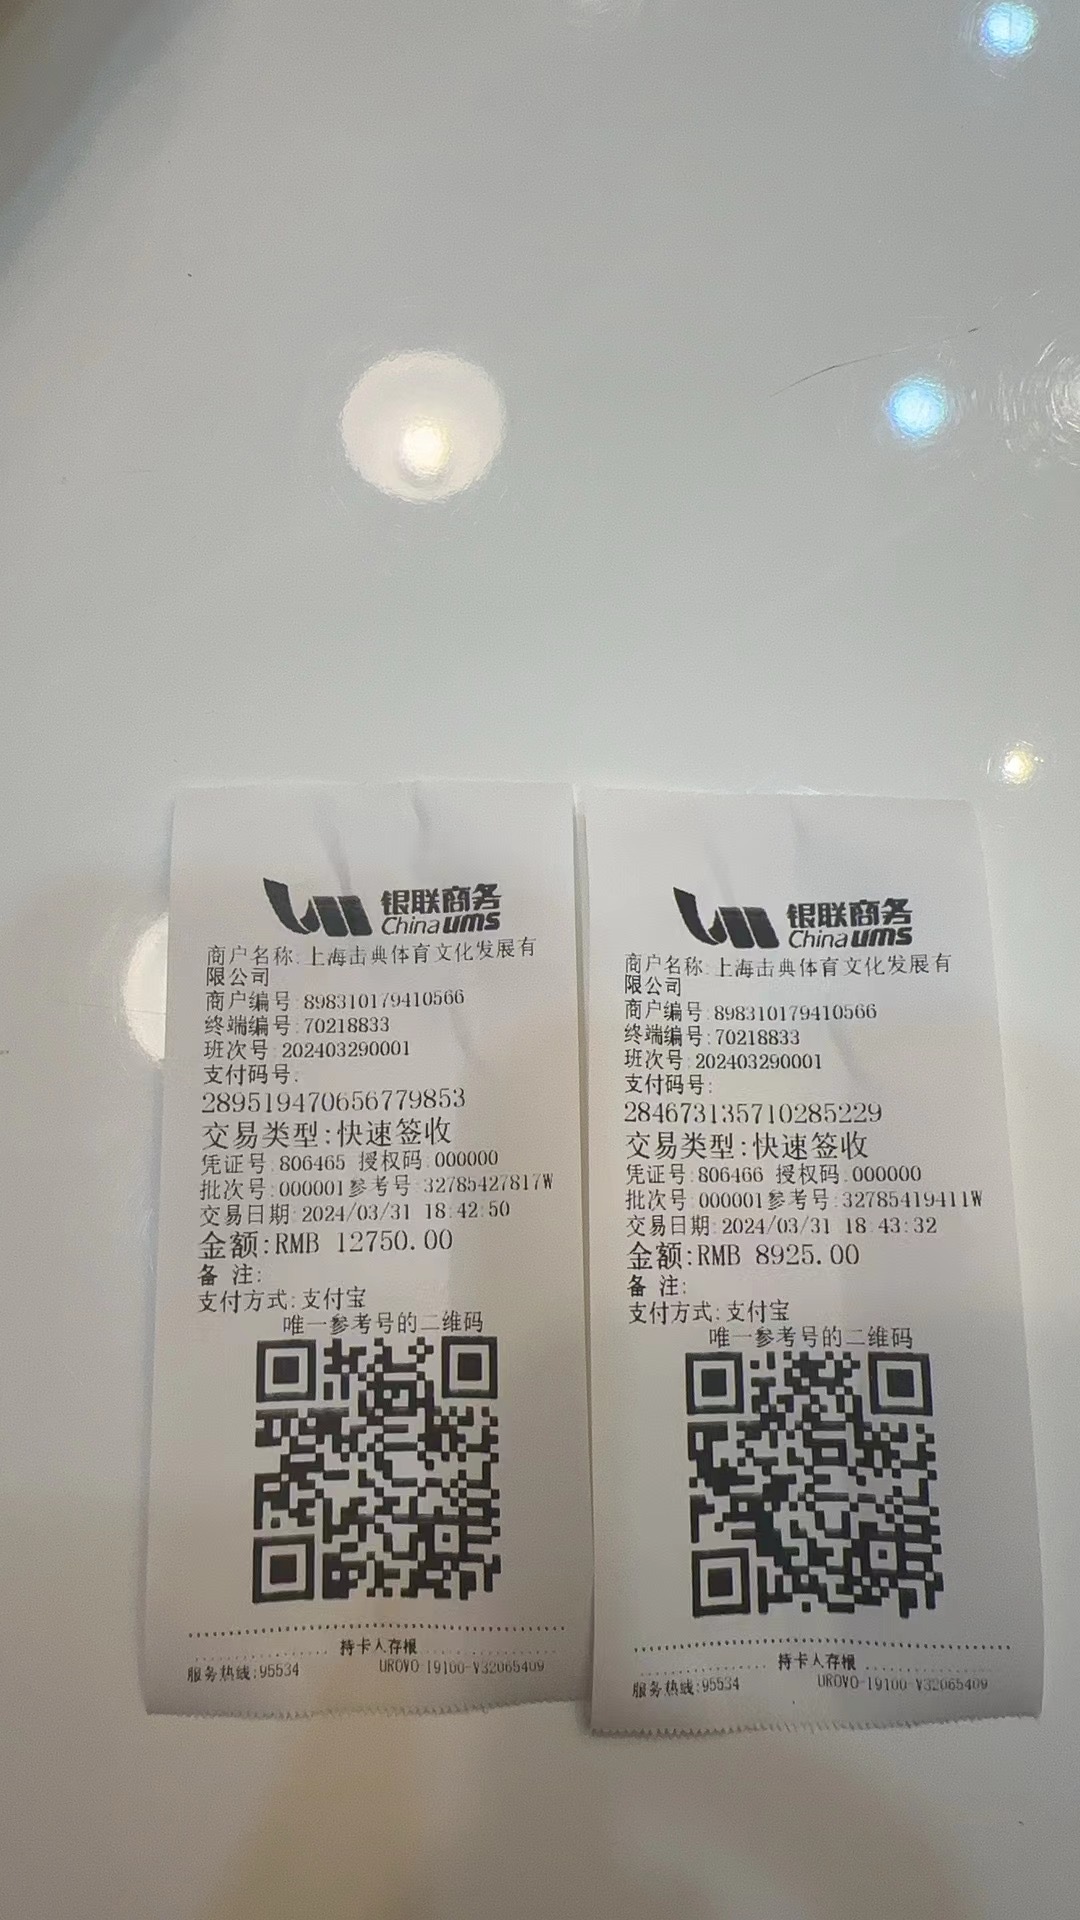 银联商务
China ums
商户名称:上海击典体育文化发展有
限公司
商户编号:898310179410566
终端编号:70218833
班次号:202403290001
支付码号:
289519470656779853
交易类型:快速签收
凭证号:806465 授权码:000000
批次号:000001参考号:32785427817W
交易日期:2024/03/31 18:42:50
金额:RMB 12750.00
备 注:
支付方式:支付宝
唯一参考号的二维码
持卡人存根
服务热线:95534 UROVO-I9100-V32065409
银联商务
China ums
商户名称:上海击典体育文化发展有
限公司
商户编号:898310179410566
终端编号:70218833
班次号:202403290001
支付码号:
284673135710285229
交易类型:快速签收
凭证号:806466 授权码:000000
批次号:000001参考号:32785419411W
交易日期:2024/03/31 18:43:32
金额:RMB 8925.00
备 注:
支付方式:支付宝
唯一参考号的二维码
持卡人存根
服务热线:95534 UROVO-I9100-V32065409